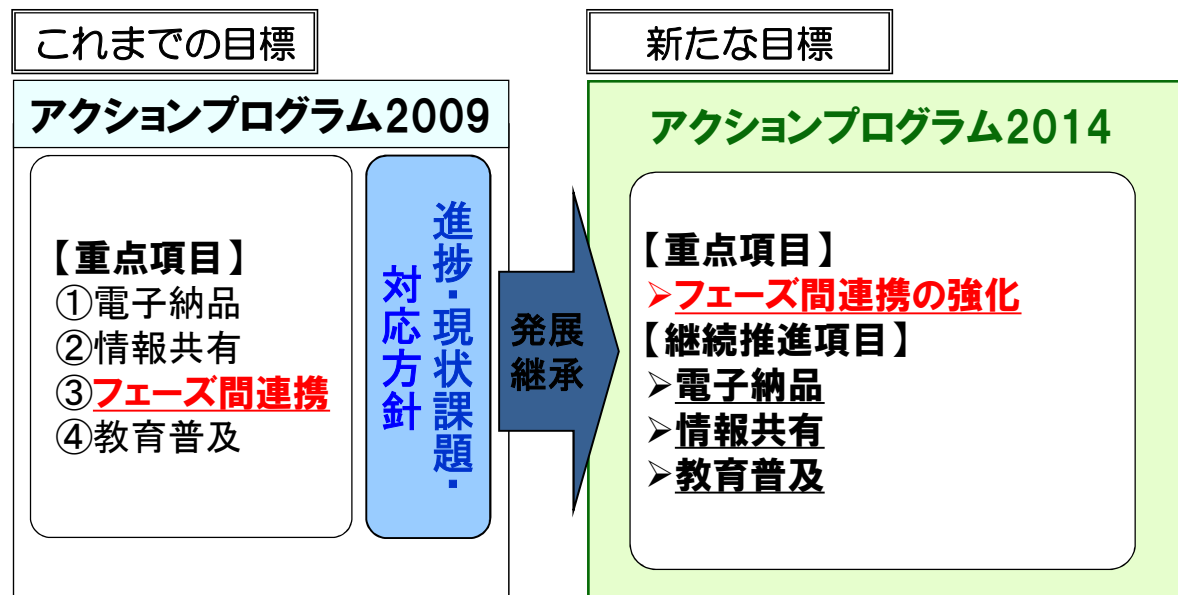 これまでの目標
アクションプログラム2009
【重点項目】
①電子納品
②情報共有
③フェーズ間連携
④教育普及
進捗・現状課題・
対応方針
発展
継承
新たな目標
アクションプログラム2014
【重点項目】
➢フェーズ間連携の強化
【継続推進項目】
➢電子納品
➢情報共有
➢教育普及